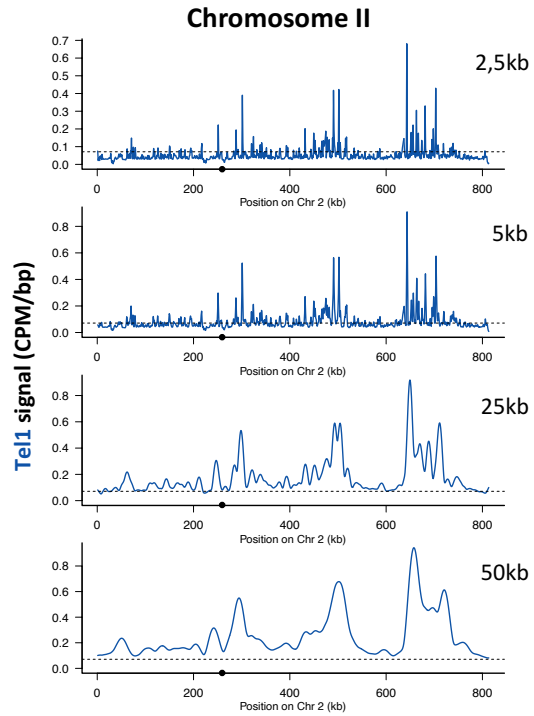 Chromosome II
Tel1 signal (CPM/bp)
2,5kb
0.7
0.6
0.5
0.4
0.3
0.2
0.1
0.0
0 200 400 600 800
Position on Chr 2 (kb)
5kb
0.8
0.6
0.4
0.2
0.0
0 200 400 600 800
Position on Chr 2 (kb)
25kb
0.8
0.6
0.4
0.2
0.0
0 200 400 600 800
Position on Chr 2 (kb)
50kb
0.8
0.6
0.4
0.2
0.0
0 200 400 600 800
Position on Chr 2 (kb)